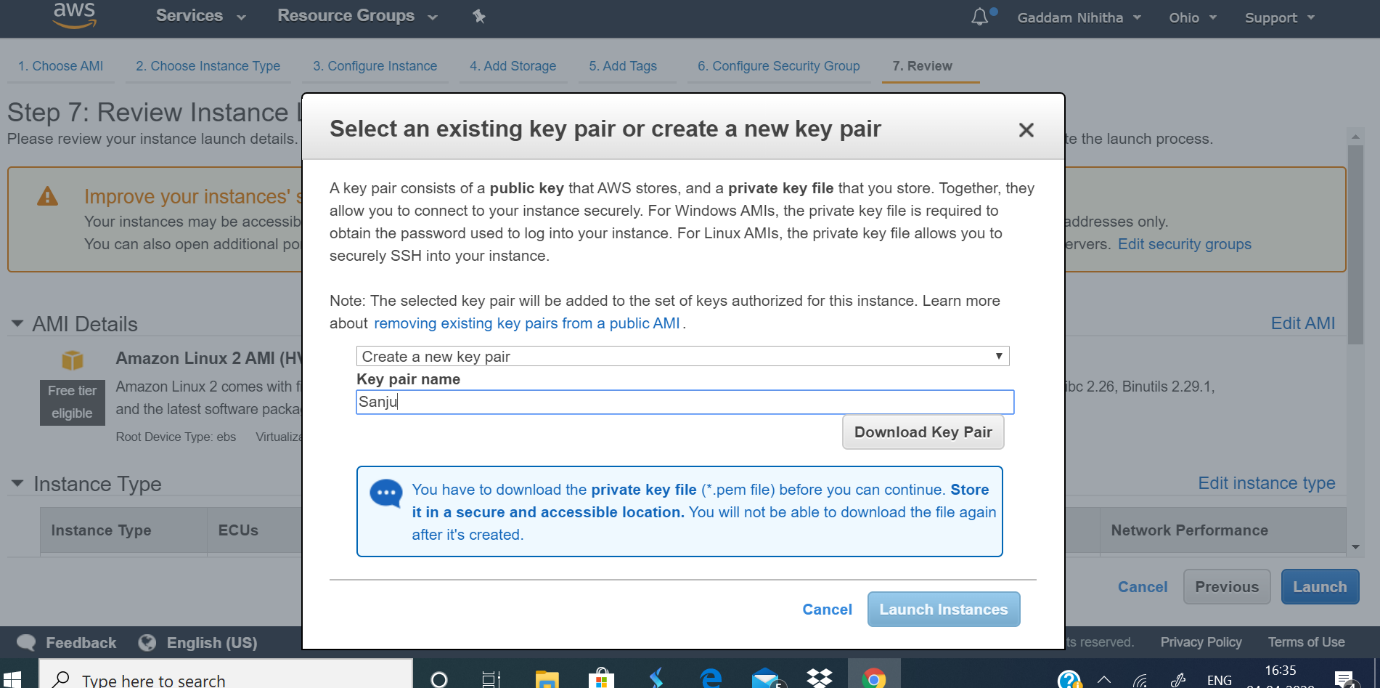 aws Services Resource Groups Gaddam Nihitha Ohio Support
1. Choose AMI 2. Choose Instance Type 3. Configure Instance 4. Add Storage 5. Add Tags 6. Configure Security Group 7. Review
Step 7: Review Instance
Please review your instance launch details. te the launch process.
Select an existing key pair or create a new key pair
A key pair consists of a public key that AWS stores, and a private key file that you store. Together, they
allow you to connect to your instance securely. For Windows AMIs, the private key file is required to
obtain the password used to log into your instance. For Linux AMIs, the private key file allows you to
securely SSH into your instance.
Note: The selected key pair will be added to the set of keys authorized for this instance. Learn more
about removing existing key pairs from a public AMI .
Create a new key pair
Key pair name
Sanju
Download Key Pair
You have to download the private key file (*.pem file) before you can continue. Store
it in a secure and accessible location. You will not be able to download the file again
after it's created.
Cancel Launch Instances
Improve your instances' s
Your instances may be accessib addresses only.
You can also open additional po ervers. Edit security groups
AMI Details Edit AMI
Amazon Linux 2 AMI (HV
Free tier
eligible
Amazon Linux 2 comes with f ibc 2.26, Binutils 2.29.1,
and the latest software packa
Root Device Type: ebs Virtualiza
Instance Type Edit instance type
Instance Type ECUs Network Performance
Cancel Previous Launch
Feedback English (US) ts reserved. Privacy Policy Terms of Use
Type here to search ENG 16:35